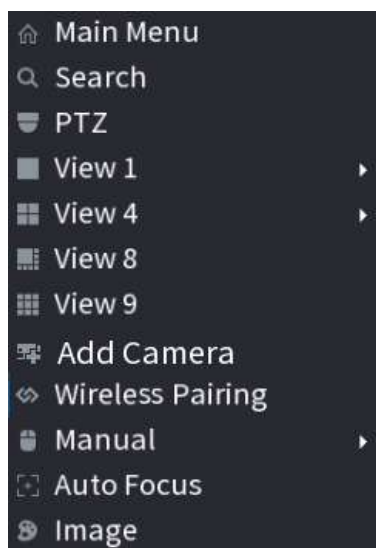 Main Menu
Search
PTZ
View 1
View 4
View 8
View 9
Add Camera
Wireless Pairing
Manual
Auto Focus
Image